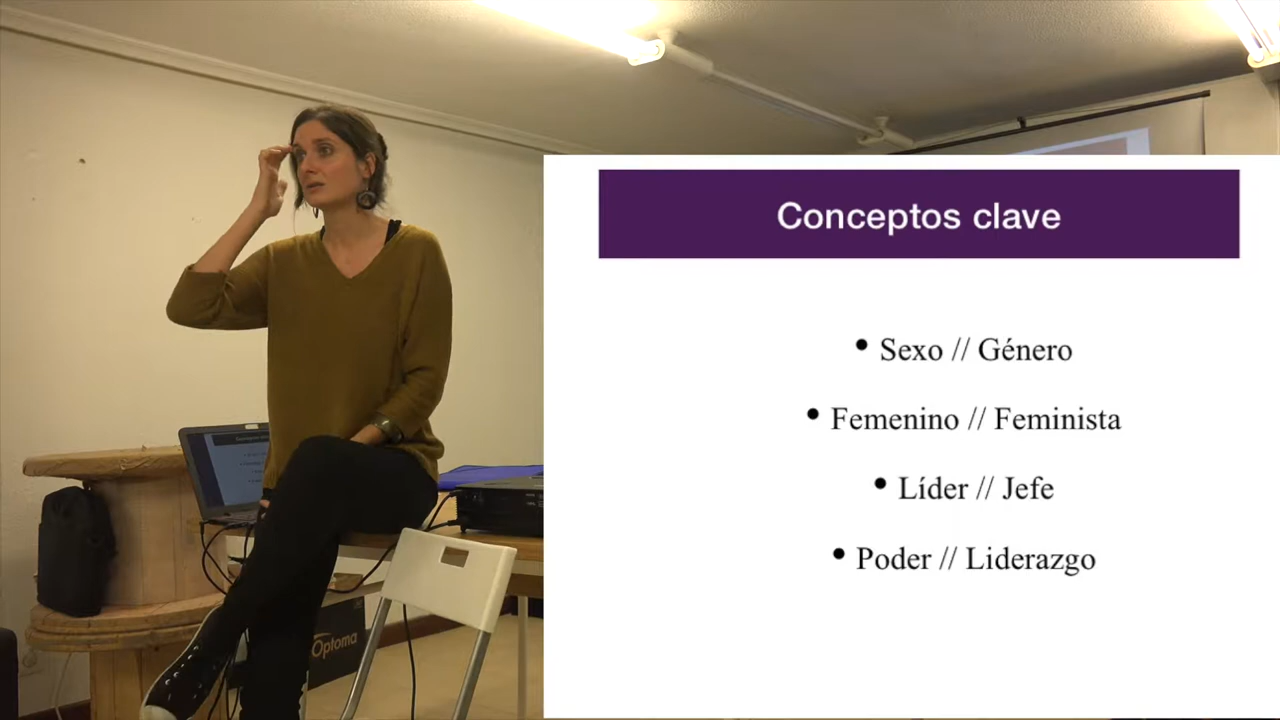 Conceptos clave
• Sexo // Género
• Femenino // Feminista
• Líder // Jefe
• Poder // Liderazgo
Optoma